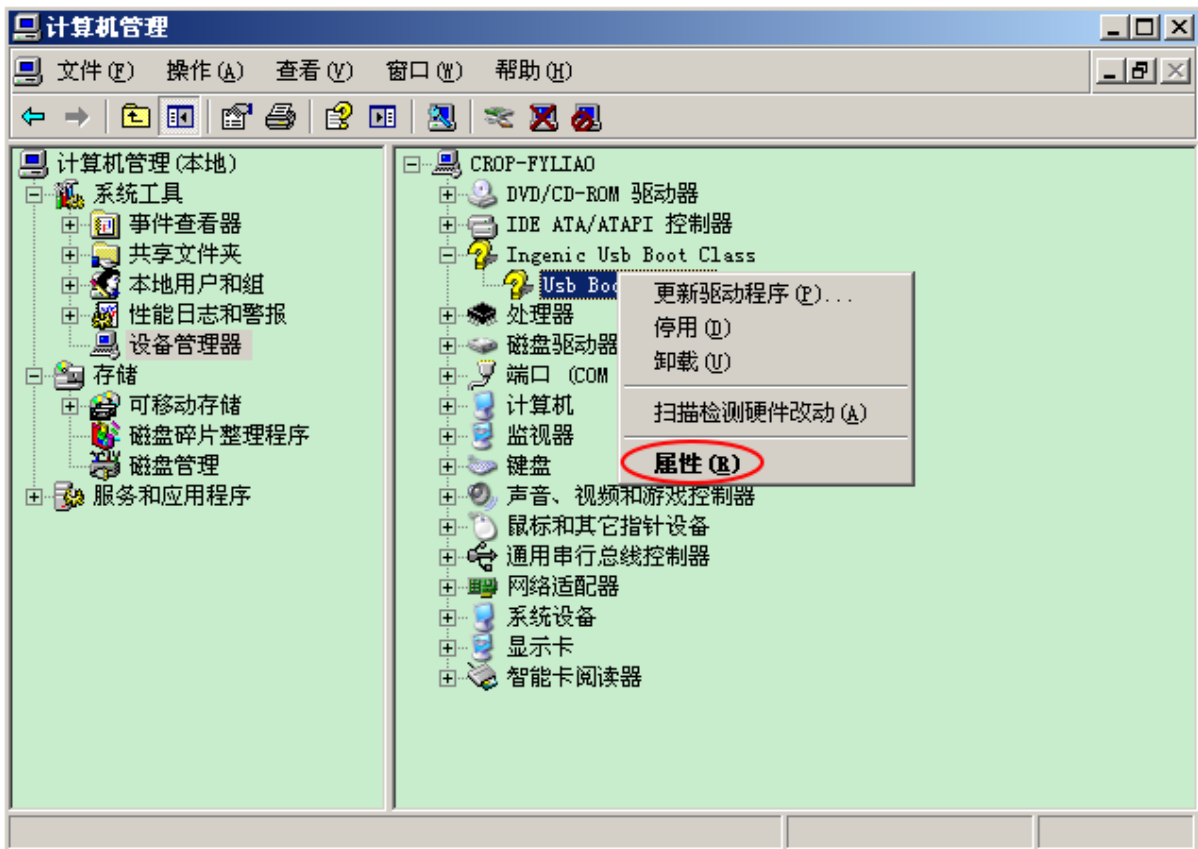 计算机管理
文件(F) 操作(A) 查看(V) 窗口(W) 帮助(H)
计算机管理(本地)
系统工具
事件查看器
共享文件夹
本地用户和组
性能日志和警报
设备管理器
存储
可移动存储
磁盘碎片整理程序
磁盘管理
服务和应用程序
CROP-FYLIAO
DVD/CD-ROM 驱动器
IDE ATA/ATAPI 控制器
Ingenic Usb Boot Class
Usb
处理器
磁盘驱动器
端口 (COM
计算机
监视器
键盘
声音、视频和游戏控制器
鼠标和其它指针设备
通用串行总线控制器
网络适配器
系统设备
显示卡
智能卡阅读器
更新驱动程序(P)...
停用(D)
卸载(U)
扫描检测硬件改动(A)
属性(R)